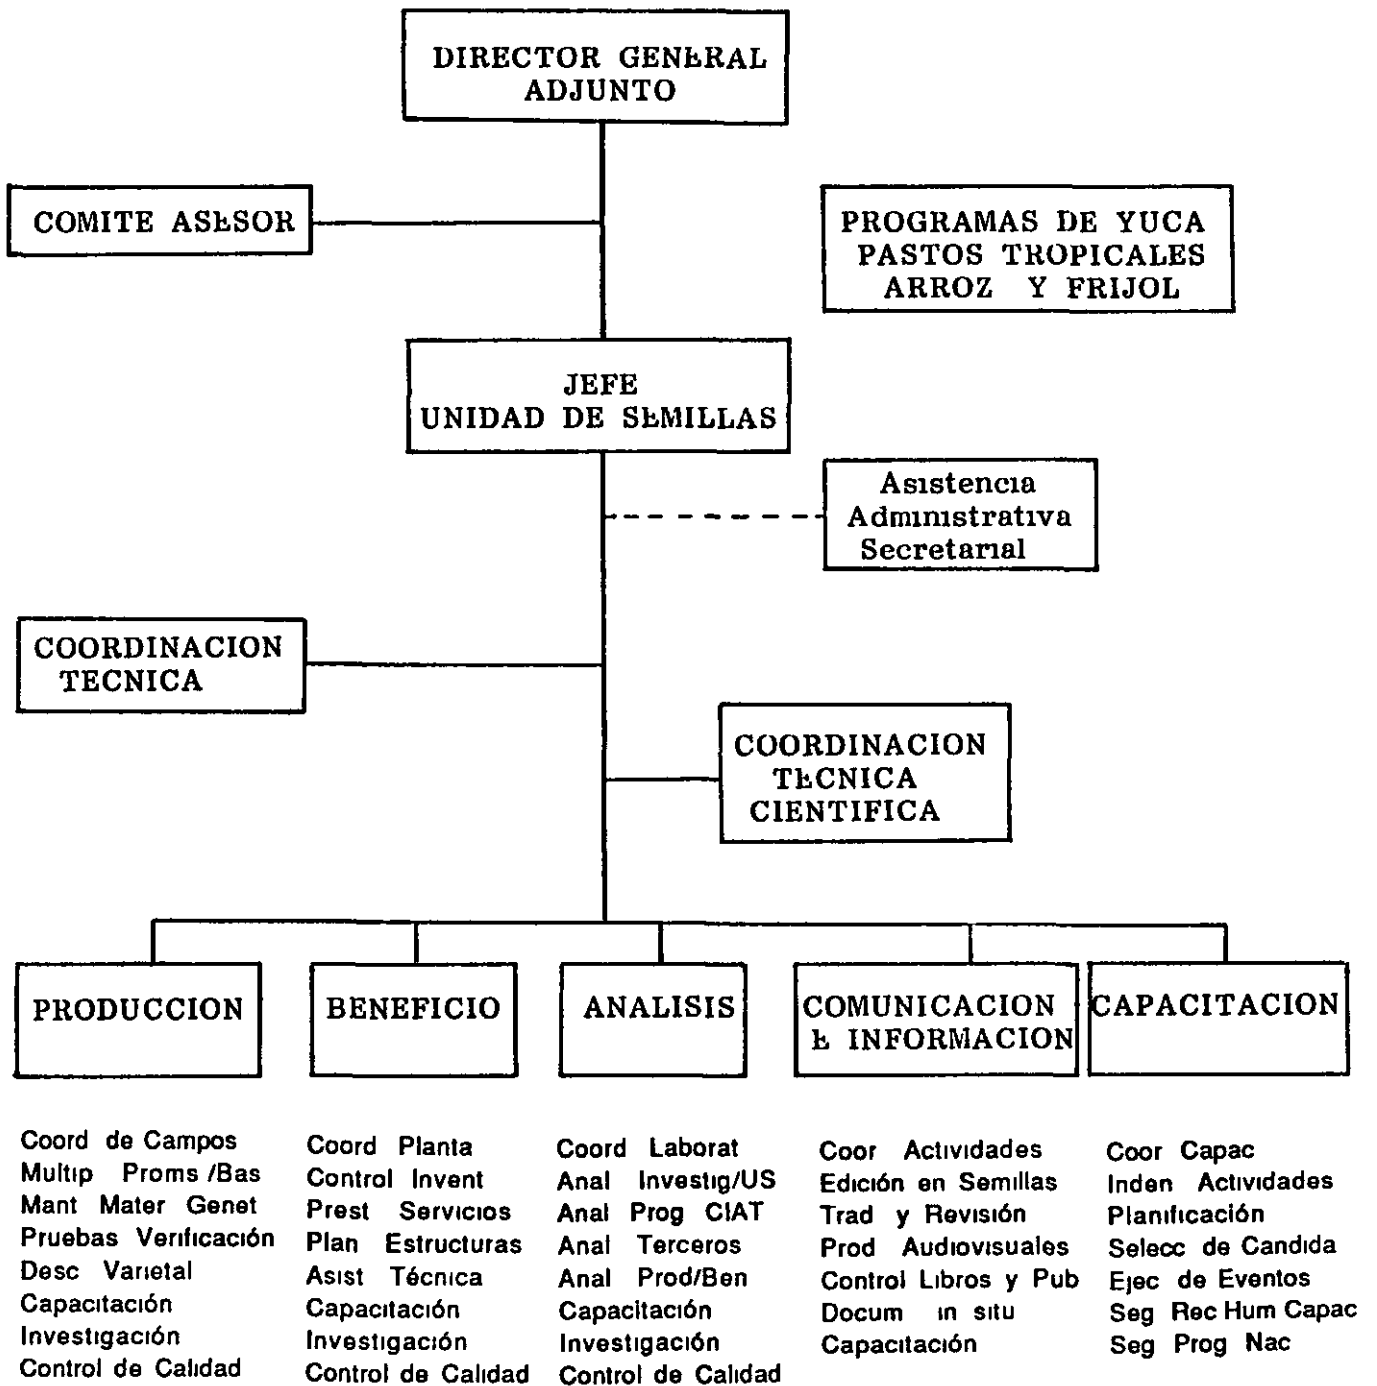 DIRECTOR GENERAL
ADJUNTO
COMITE ASESOR
PROGRAMAS DE YUCA
PASTOS TROPICALES
ARROZ Y FRIJOL
JEFE
UNIDAD DE SEMILLAS
Asistencia
Administrativa
Secretarial
COORDINACION
TECNICA
COORDINACION
TECNICA
CIENTIFICA
PRODUCCION
BENEFICIO
ANALISIS
COMUNICACION
E INFORMACION
CAPACITACION
Coord de Campos
Multip Proms /Bas
Mant Mater Genet
Pruebas Verificación
Desc Varietal
Capacitación
Investigación
Control de Calidad
Coord Planta
Control Invent
Prest Servicios
Plan Estructuras
Asist Técnica
Capacitación
Investigación
Control de Calidad
Coord Laborat
Anal Investig/US
Anal Prog CIAT
Anal Terceros
Anal Prod/Ben
Capacitación
Investigación
Control de Calidad
Coor Actividades
Edición en Semillas
Trad y Revisión
Prod Audiovisuales
Control Libros y Pub
Docum in situ
Capacitación
Coor Capac
Inden Actividades
Planificación
Selecc de Candida
Ejec de Eventos
Seg Rec Hum Capac
Seg Prog Nac